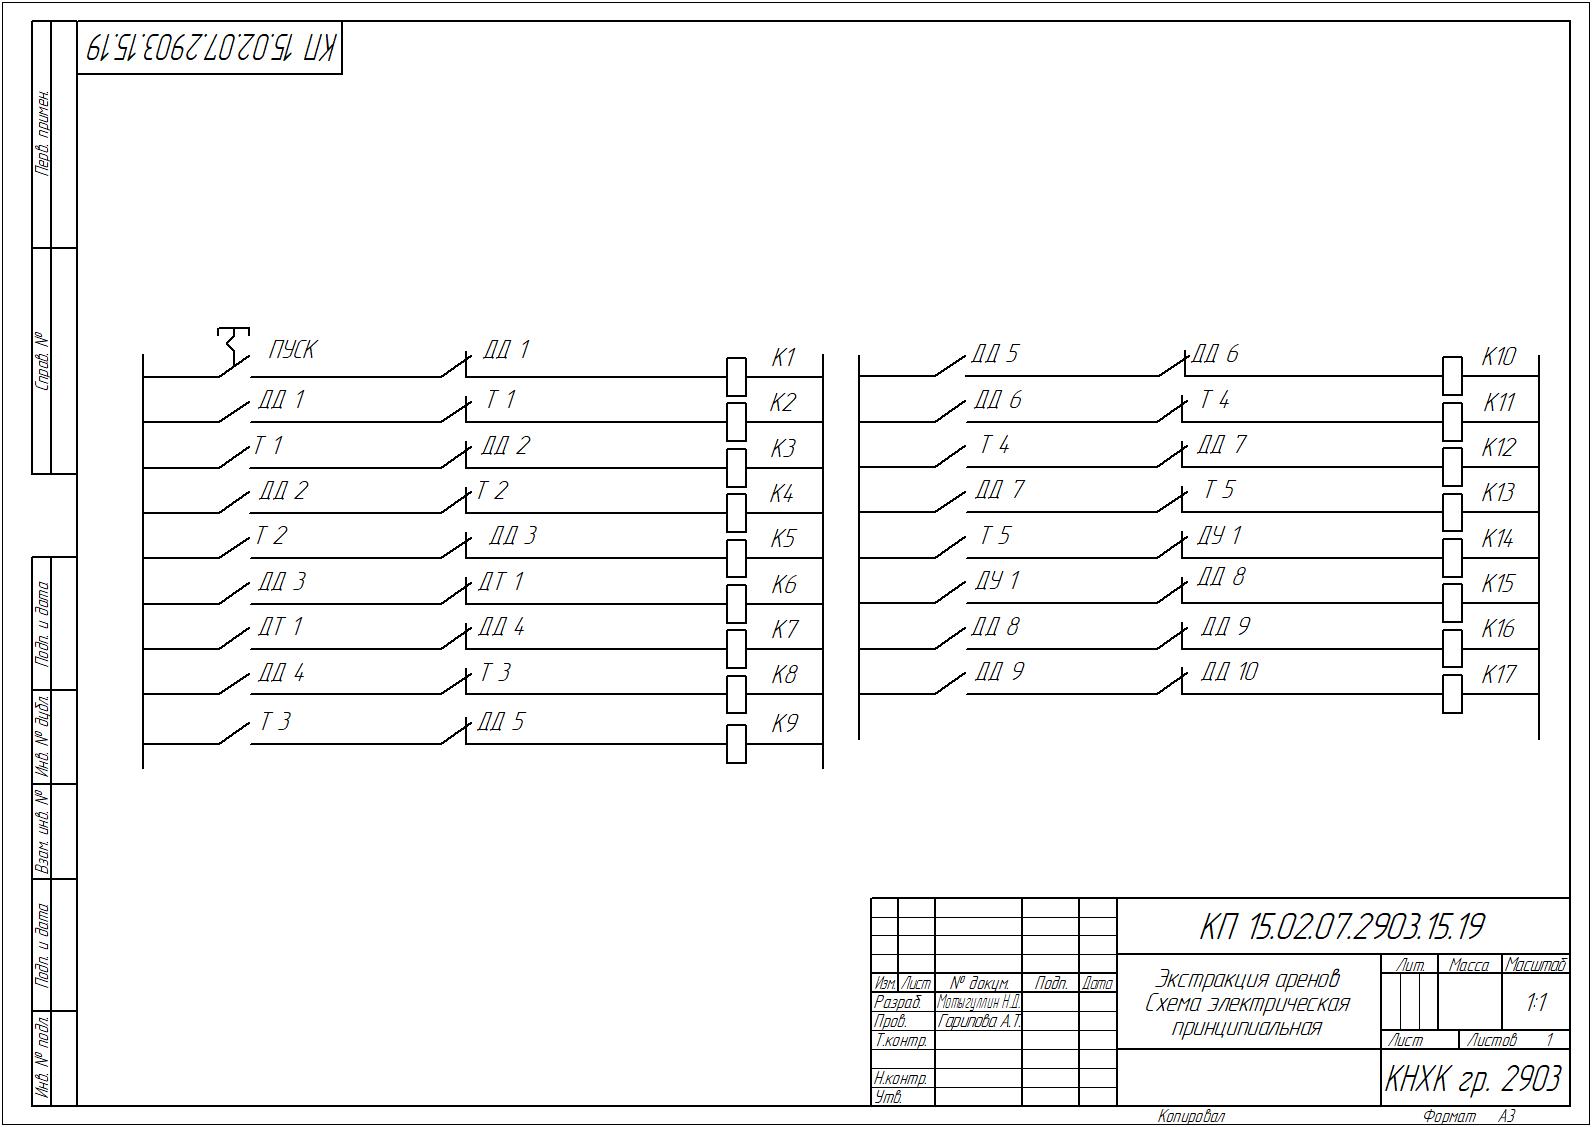 КП 15.02.07.2903.15.19
Перв. примен.
Справ. №
Подп. и дата
Инв. № дубл.
Взам. инв. №
Подп. и дата
Инв. № подл.
ПУСК ДД 1 К1
ДД 1 Т 1 К2
Т 1 ДД 2 К3
ДД 2 Т 2 К4
Т 2 ДД 3 К5
ДД 3 ДТ 1 К6
ДТ 1 ДД 4 К7
ДД 4 Т 3 К8
Т 3 ДД 5 К9
ДД 5 ДД 6 К10
ДД 6 Т 4 К11
Т 4 ДД 7 К12
ДД 7 Т 5 К13
Т 5 ДУ 1 К14
ДУ 1 ДД 8 К15
ДД 8 ДД 9 К16
ДД 9 ДД 10 К17
КП 15.02.07.2903.15.19
Изм. Лист № докум. Подп. Дата
Разраб. Мотыгуллин Н.Д.
Пров. Гарипова А.Т.
Т.контр.
Н.контр.
Утв.
Экстракция аренов
Схема электрическая
принципиальная
Лит. Масса Масштаб
1:1
Лист Листов 1
КНХК гр. 2903
Копировал Формат А3